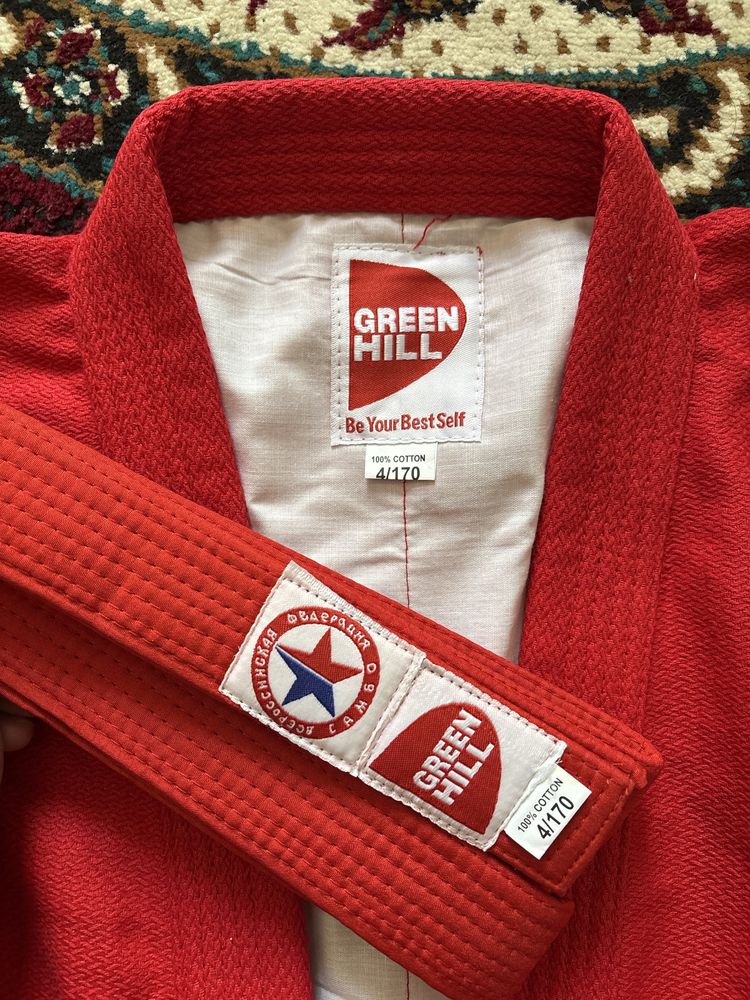 GREEN
HILL
Be Your Best Self
100% COTTON
4/170
ВСЕРОССИЙСКАЯ ФЕДЕРАЦИЯ САМБО
GREEN
HILL
100% COTTON
4/170